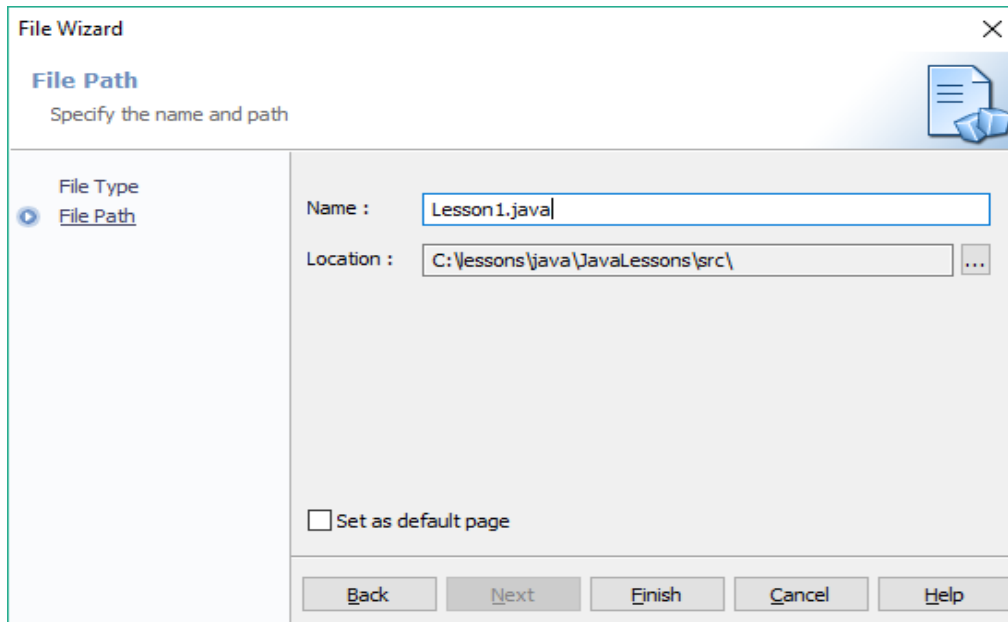 File Wizard
File Path
Specify the name and path
File Type
File Path
Name :
Lesson1.java
Location :
C:\lessons\java\JavaLessons\src\
...
Set as default page
Back
Next
Finish
Cancel
Help